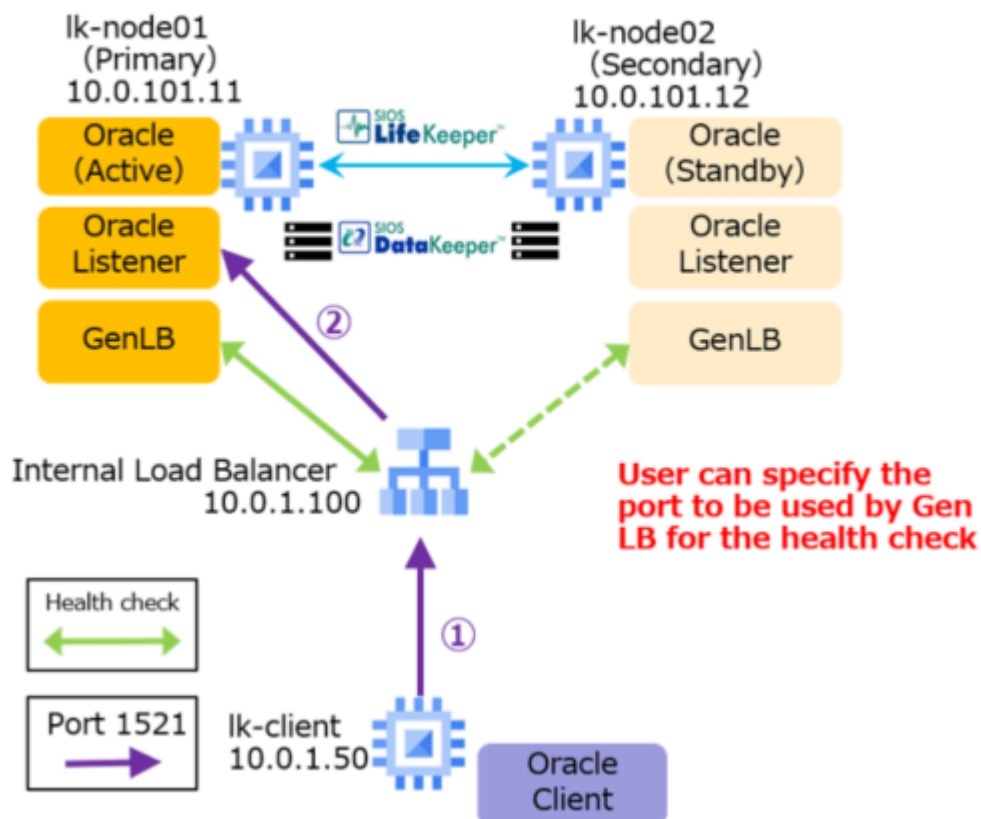 lk-node01
(Primary)
10.0.101.11
lk-node02
(Secondary)
10.0.101.12
Oracle
(Active)
SIOS
LifeKeeper™
Oracle
(Standby)
Oracle
Listener
SIOS
DataKeeper™
Oracle
Listener
GenLB
②
GenLB
Internal Load Balancer
10.0.1.100
User can specify the
port to be used by Gen
LB for the health check
Health check
①
Port 1521
lk-client
10.0.1.50
Oracle
Client